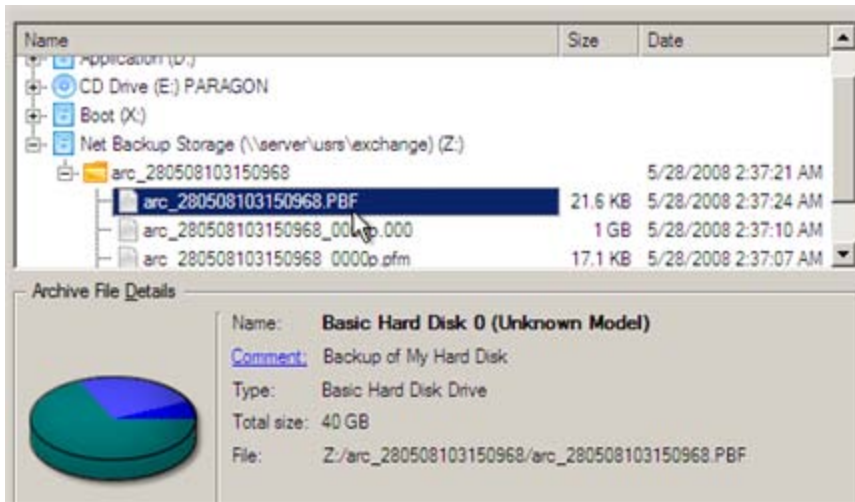 Name Size Date
Application (D:)
CD Drive (E:) PARAGON
Boot (X:)
Net Backup Storage (\\server\usrs\exchange) (Z:)
arc_280508103150968 5/28/2008 2:37:21 AM
arc_280508103150968.PBF 21.6 KB 5/28/2008 2:37:24 AM
arc_280508103150968_0000p.000 1 GB 5/28/2008 2:37:10 AM
arc_280508103150968_0000p.pfm 17.1 KB 5/28/2008 2:37:07 AM
Archive File Details
Name: Basic Hard Disk 0 (Unknown Model)
Comment: Backup of My Hard Disk
Type: Basic Hard Disk Drive
Total size: 40 GB
File: Z:/arc_280508103150968/arc_280508103150968.PBF